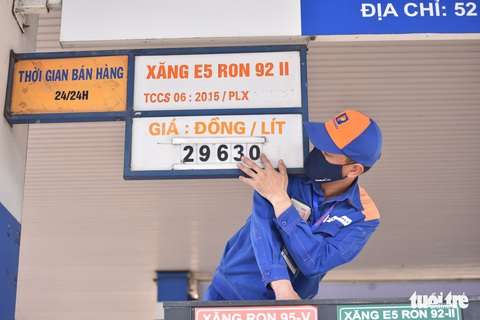 ĐỊA CHỈ: 52
THỜI GIAN BÁN HÀNG
24/24H
XĂNG E5 RON 92 II
TCCS 06 : 2015 / PLX
GIÁ : ĐỒNG / LÍT
29630
XĂNG RON 95-V
XĂNG E5 RON 92-II
tuổi trẻ